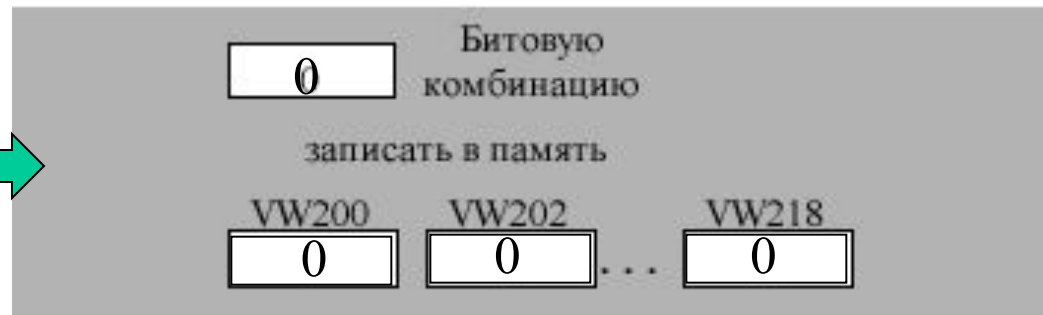 0 Битовую
комбинацию
записать в память
VW200 VW202 VW218
0 0 ... 0